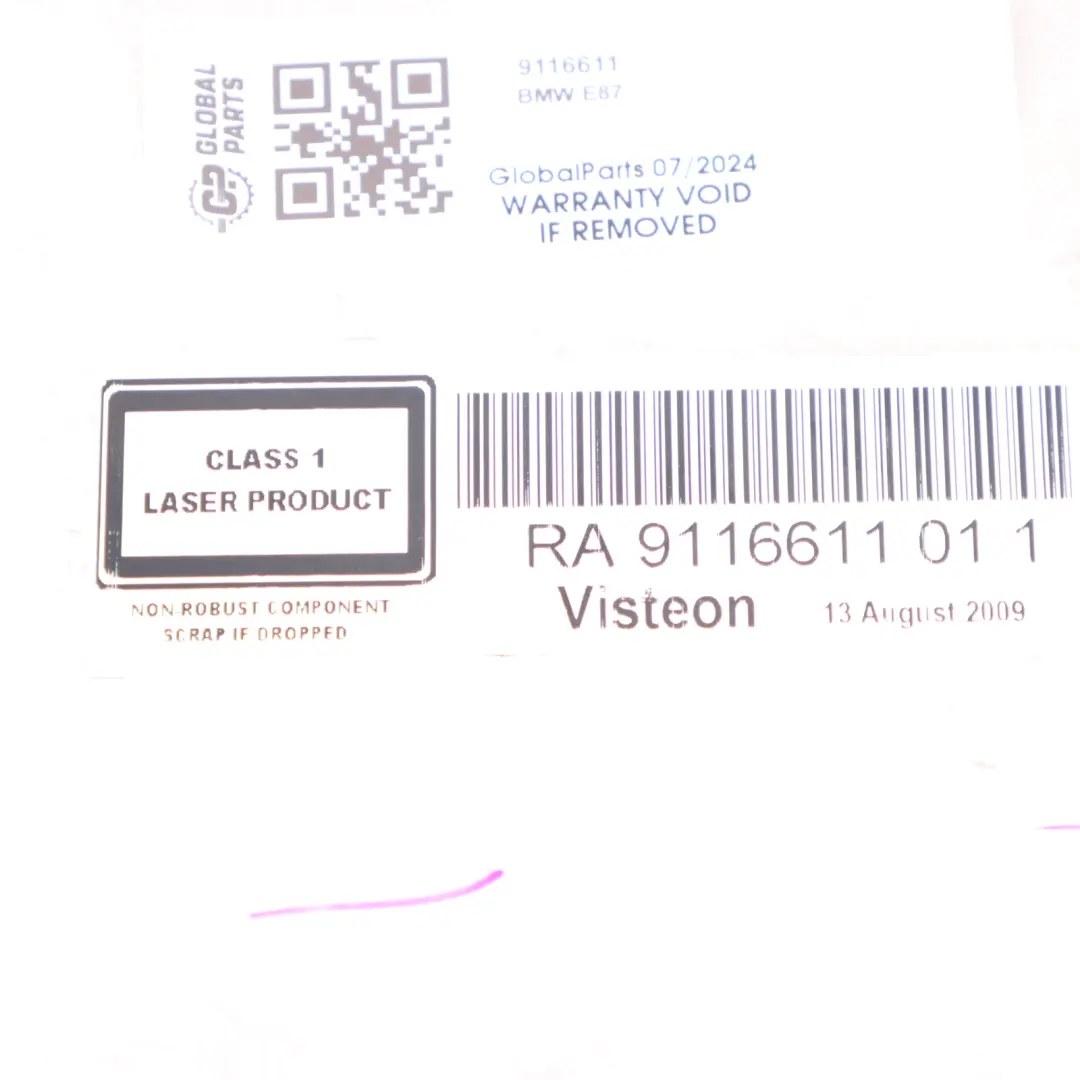 GLOBAL
PARTS
9116611
BMW E87
GlobalParts 07/2024
WARRANTY VOID
IF REMOVED
CLASS 1
LASER PRODUCT
NON-ROBUST COMPONENT
SCRAP IF DROPPED
RA 9116611 01 1
Visteon 13 August 2009